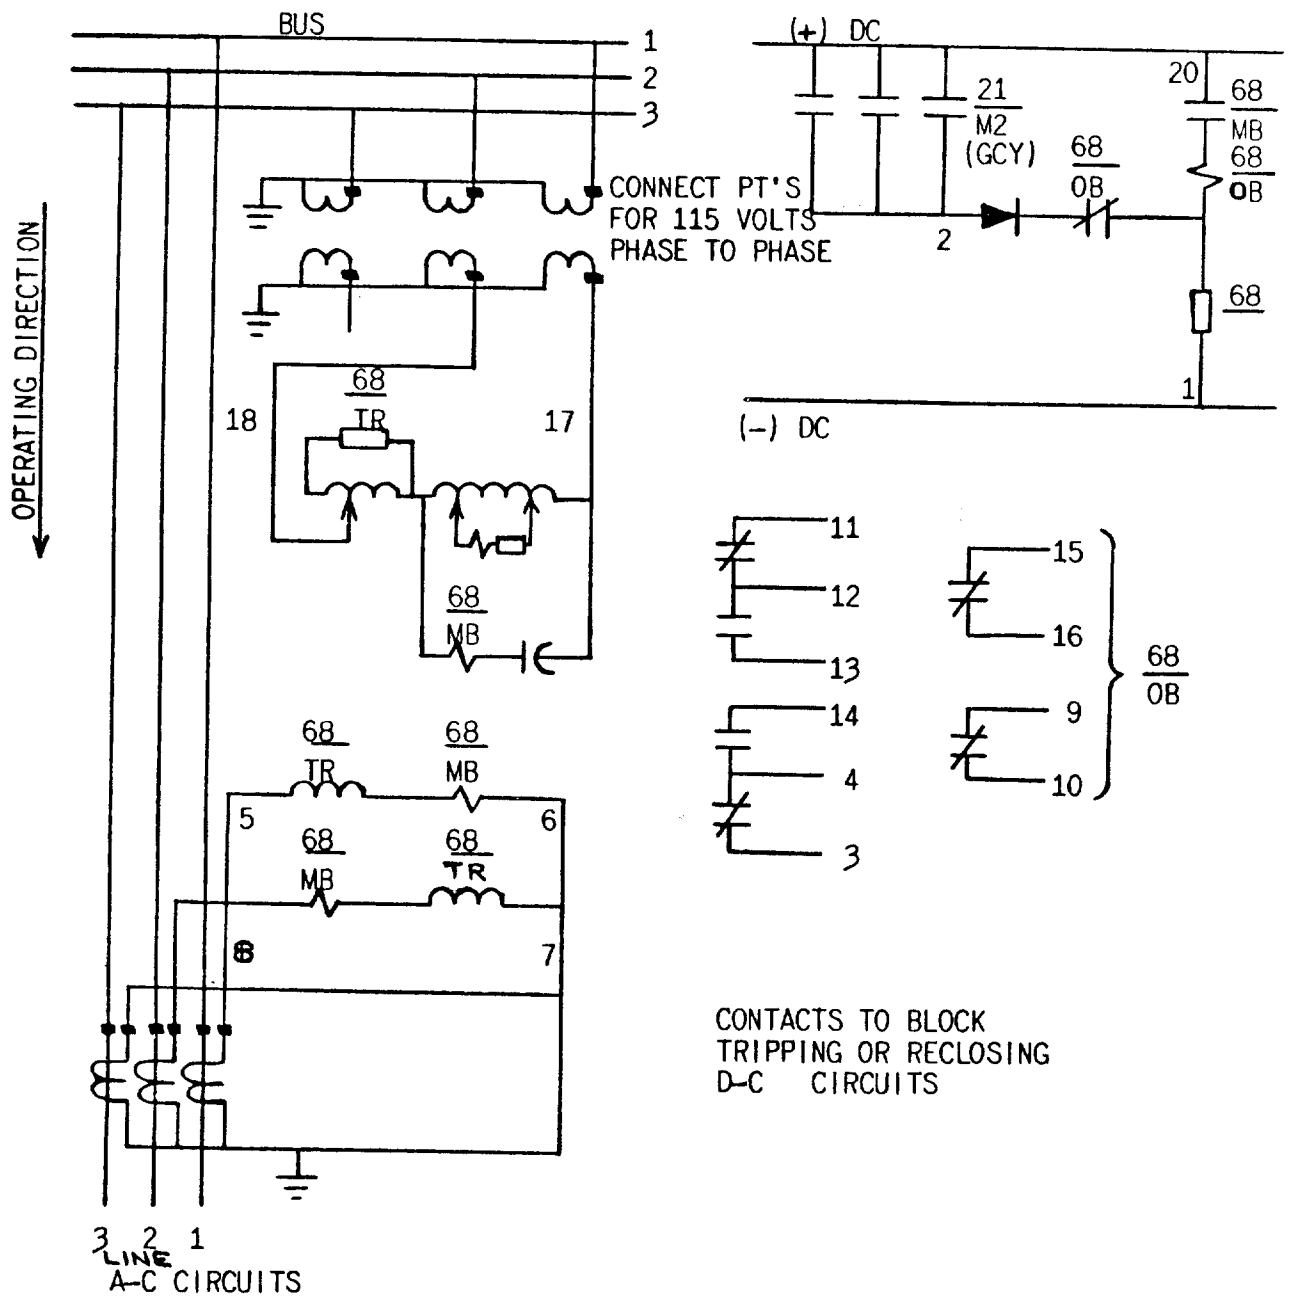 BUS
1
2
3
CONNECT PT'S
FOR 115 VOLTS
PHASE TO PHASE
OPERATING DIRECTION
68
TR
18
17
68
MB
68
TR
68
MB
5
6
68
MB
68
TR
7
3 2 1
LINE
A-C CIRCUITS
(+) DC
21
M2
(GCY)
68
OB
20
68
MB
68
OB
2
68
1
(-) DC
11
12
13
14
4
3
15
16
9
10
68
OB
CONTACTS TO BLOCK
TRIPPING OR RECLOSING
D-C CIRCUITS